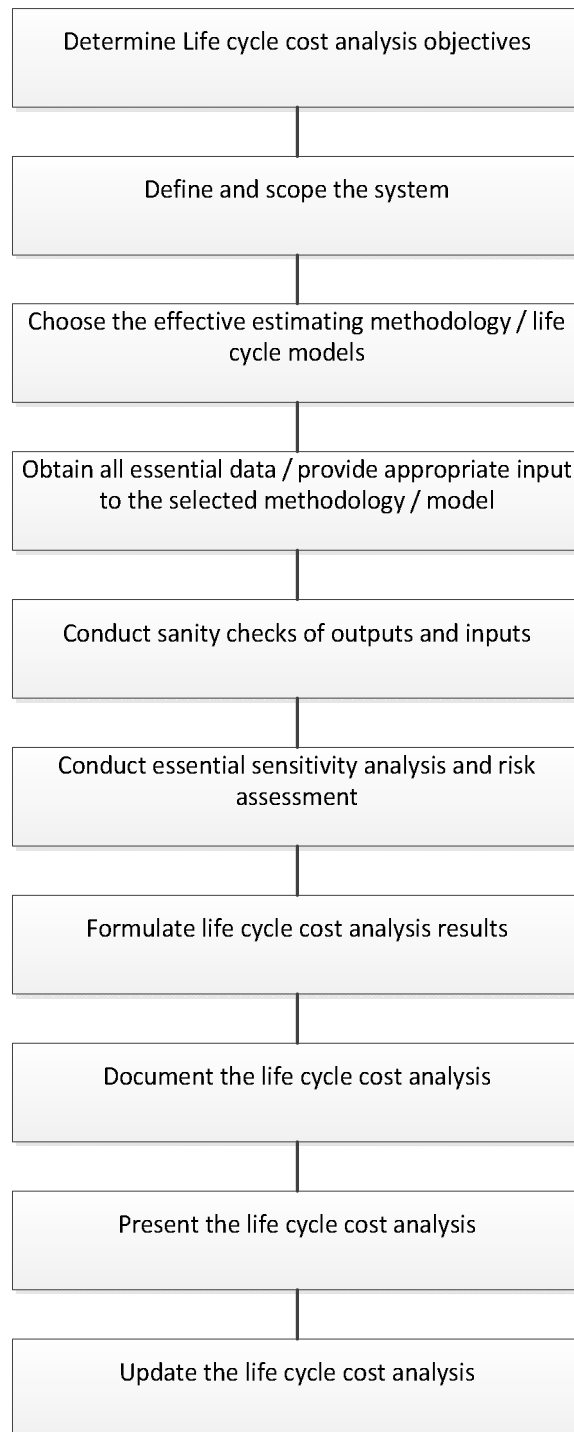 Determine Life cycle cost analysis objectives
Define and scope the system
Choose the effective estimating methodology / life
cycle models
Obtain all essential data / provide appropriate input
to the selected methodology / model
Conduct sanity checks of outputs and inputs
Conduct essential sensitivity analysis and risk
assessment
Formulate life cycle cost analysis results
Document the life cycle cost analysis
Present the life cycle cost analysis
Update the life cycle cost analysis